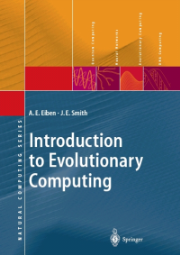 A. E. Eiben · J. E. Smith
Introduction
to Evolutionary
Computing
NATURAL COMPUTING SERIES
Springer